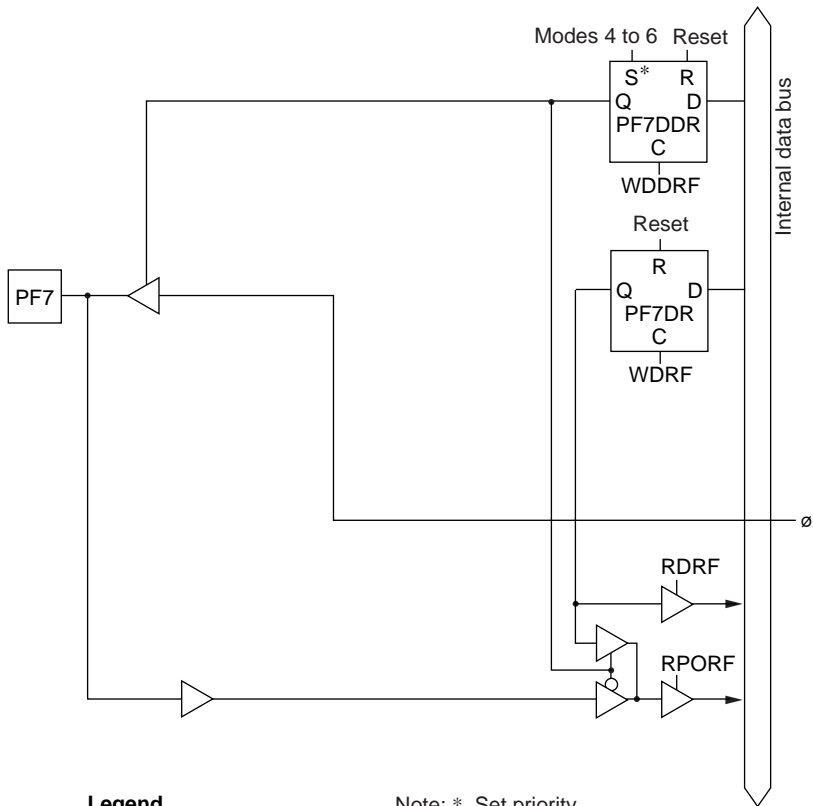 Modes 4 to 6 Reset
S* R
Q D
PF7DDR
C
WDDRF
Internal data bus
Reset
R
Q D
PF7DR
C
WDRF
PF7
ø
RDRF
RPORF
Legend
Note: * Set priority